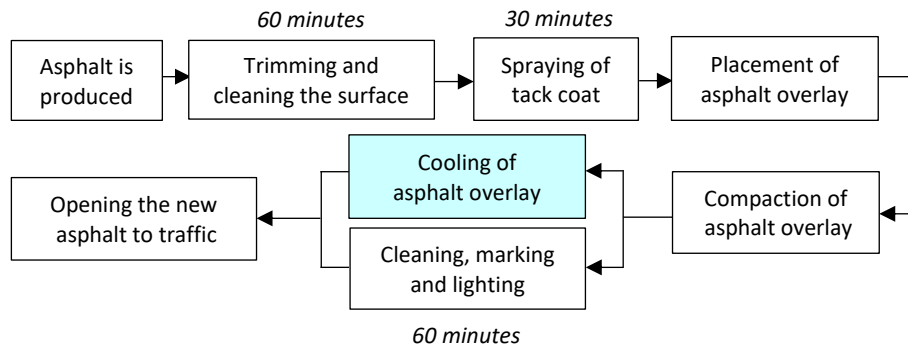 60 minutes
30 minutes
Asphalt is
produced
Trimming and
cleaning the surface
Spraying of
tack coat
Placement of
asphalt overlay
Cooling of
asphalt overlay
Opening the new
asphalt to traffic
Compaction of
asphalt overlay
Cleaning, marking
and lighting
60 minutes